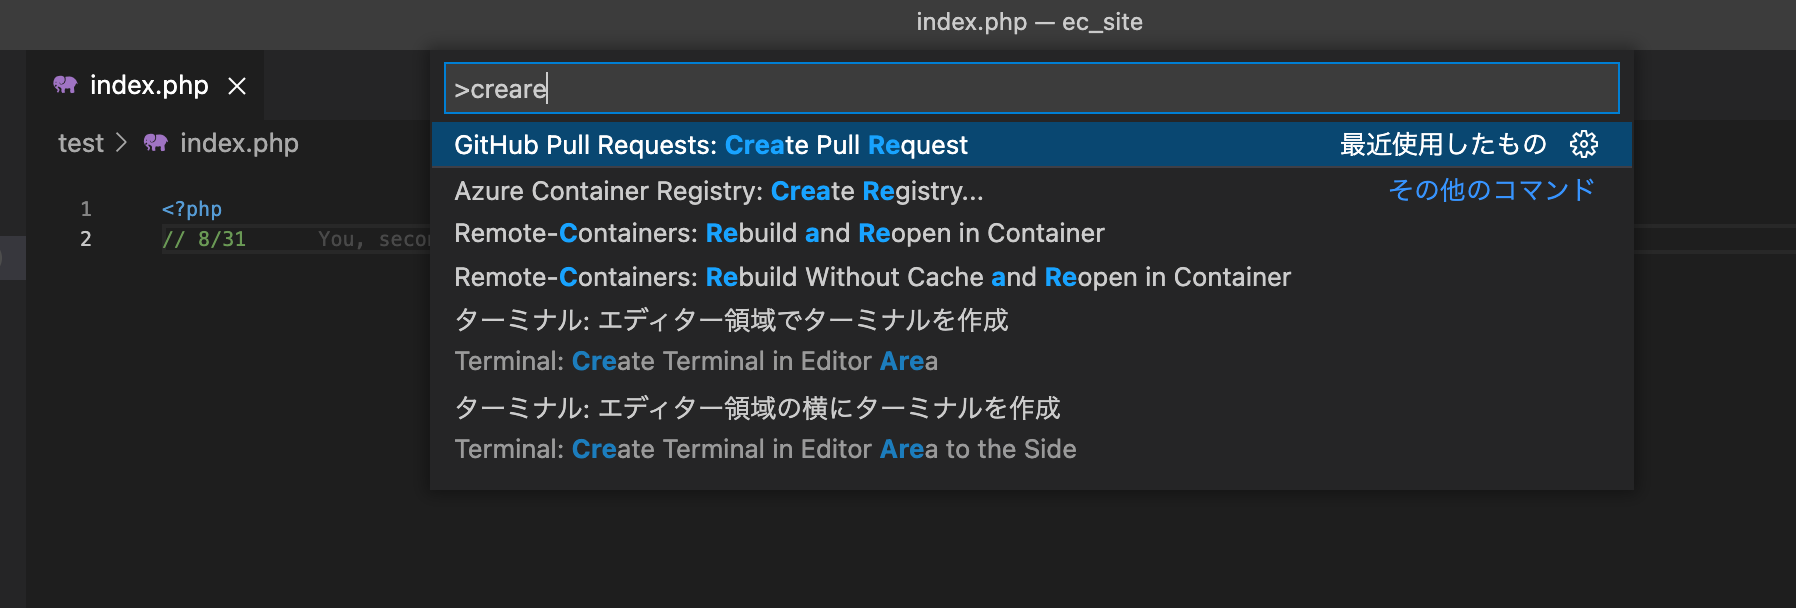 index.php — ec_site
index.php
>creare
test > index.php
GitHub Pull Requests: Create Pull Request 最近使用したもの
Azure Container Registry: Create Registry... その他のコマンド
Remote-Containers: Rebuild and Reopen in Container
Remote-Containers: Rebuild Without Cache and Reopen in Container
ターミナル: エディター領域でターミナルを作成
Terminal: Create Terminal in Editor Area
ターミナル: エディター領域の横にターミナルを作成
Terminal: Create Terminal in Editor Area to the Side
1 <?php
2 // 8/31 You,